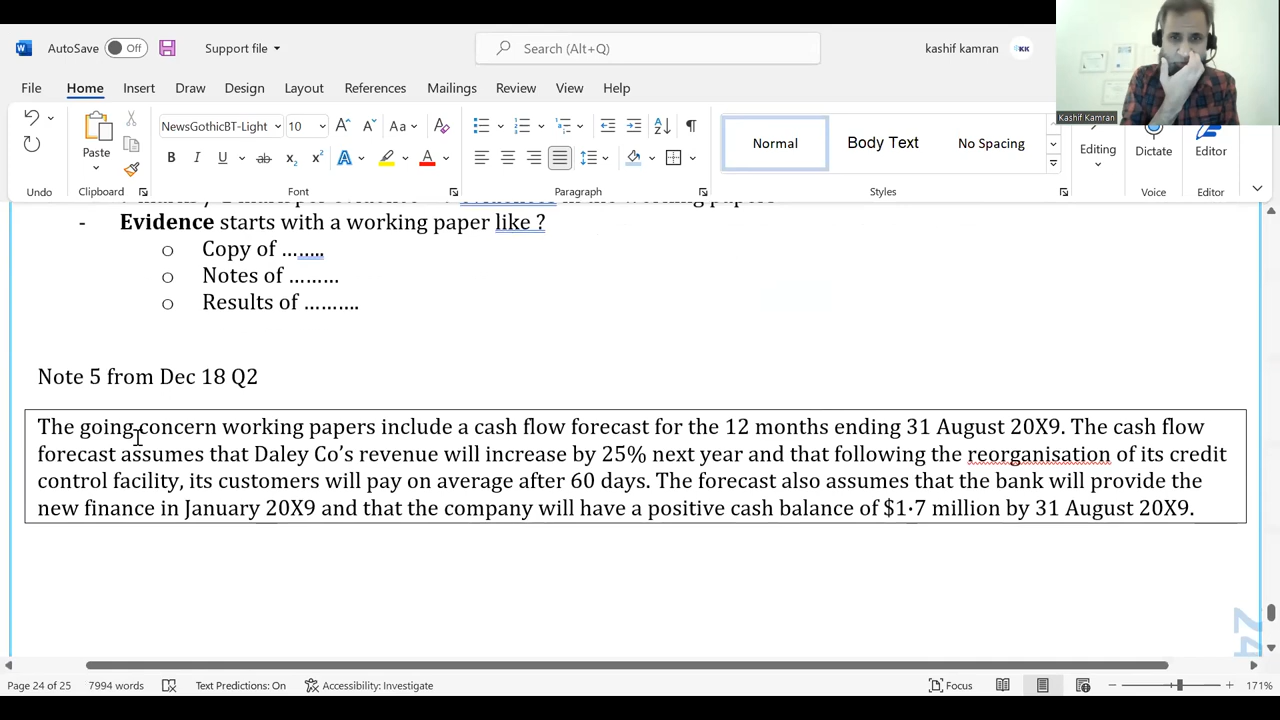 AutoSave Off Support file Search (Alt+Q) kashif kamran KK
File Home Insert Draw Design Layout References Mailings Review View Help
Kashif Kamran
Paste NewsGothicBT-Light 10 Normal Body Text No Spacing Editing Dictate Editor
Undo Clipboard Font Paragraph Styles Voice Editor
- Evidence starts with a working paper like ?
o Copy of ........
o Notes of .........
o Results of ..........
Note 5 from Dec 18 Q2
The going concern working papers include a cash flow forecast for the 12 months ending 31 August 20X9. The cash flow
forecast assumes that Daley Co’s revenue will increase by 25% next year and that following the reorganisation of its credit
control facility, its customers will pay on average after 60 days. The forecast also assumes that the bank will provide the
new finance in January 20X9 and that the company will have a positive cash balance of $1·7 million by 31 August 20X9.
24
Page 24 of 25 7994 words Text Predictions: On Accessibility: Investigate Focus 171%